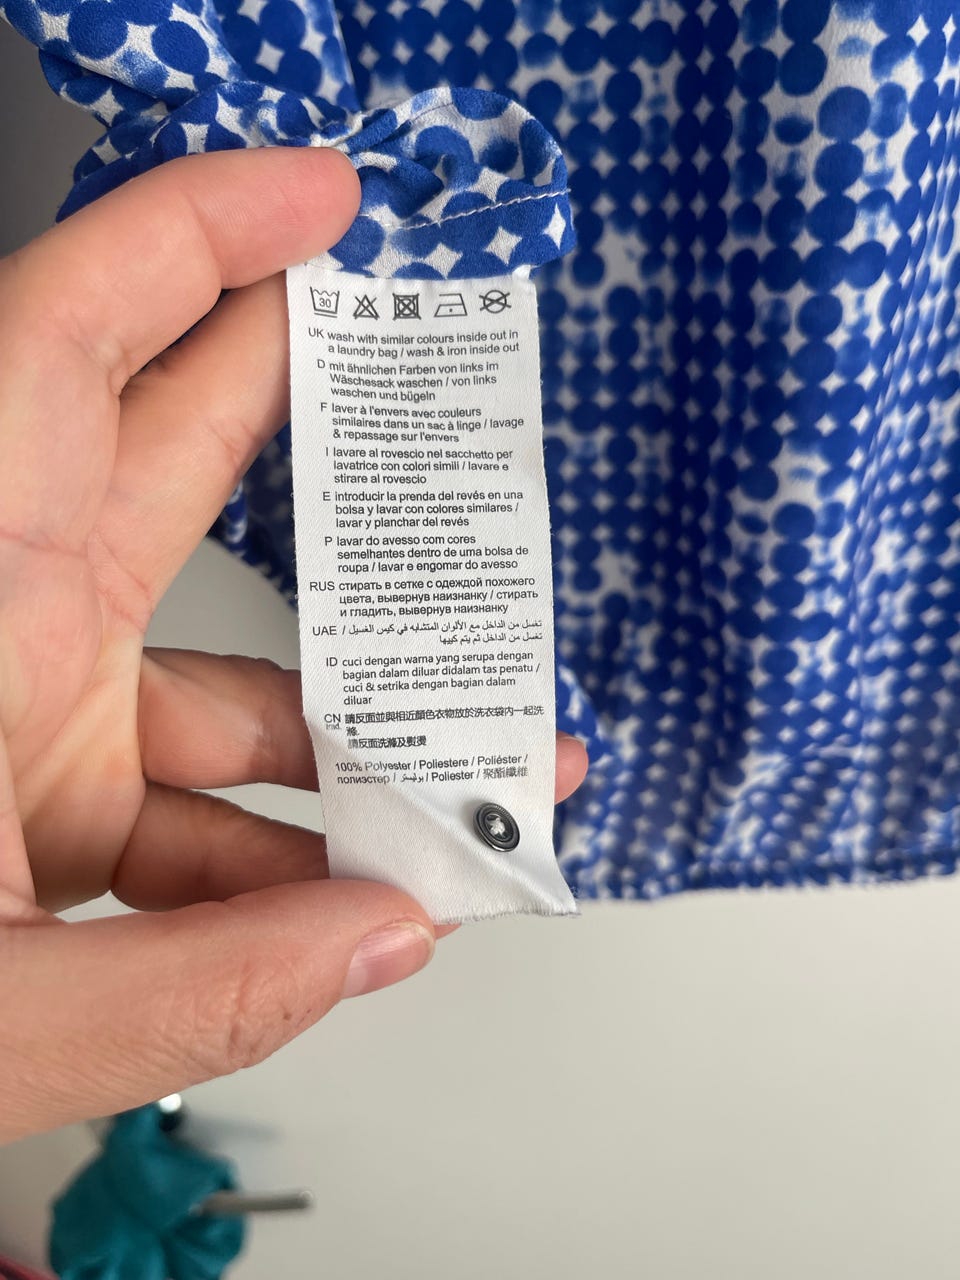 30
UK wash with similar colours inside out in
a laundry bag / wash & iron inside out
D mit ähnlichen Farben von links im
Wäschesack waschen / von links
waschen und bügeln
F laver à l'envers avec couleurs
similaires dans un sac à linge / lavage
& repassage sur l'envers
I lavare al rovescio nel sacchetto per
lavatrice con colori simili / lavare e
stirare al rovescio
E introducir la prenda del revés en una
bolsa y lavar con colores similares /
lavar y planchar del revés
P lavar do avesso com cores
semelhantes dentro de uma bolsa de
roupa / lavar e engomar do avesso
RUS стирать в сетке с одеждой похожего
цвета, вывернув наизнанку / стирать
и гладить, вывернув наизнанку
UAE تغسل من الداخل مع الألوان المتشابه في كيس الغسيل /
تغسل من الداخل ثم يتم كيها
ID cuci dengan warna yang serupa dengan
bagian dalam diluar didalam tas penatu /
cuci & setrika dengan bagian dalam
diluar
CN 請反面並與相近顏色衣物放於洗衣袋内一起洗
trad. 滌.
請反面洗滌及熨燙
100% Polyester / Poliestere / Poliéster /
полиэстер / بوليستر / Poliester / 聚酯纖維